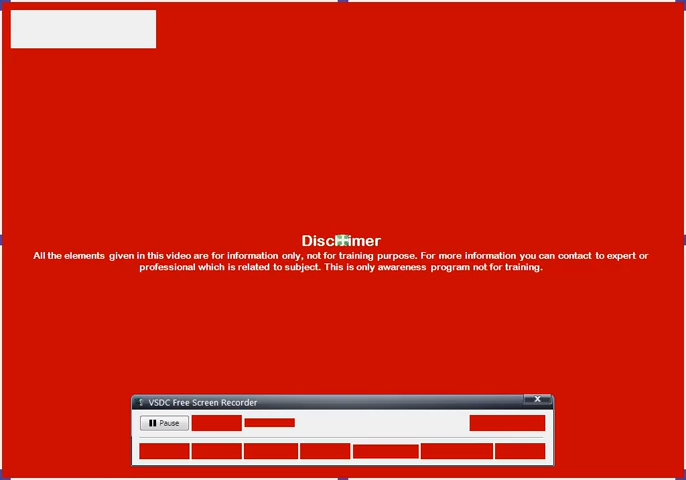 Disclaimer
All the elements given in this video are for information only, not for training purpose. For more information you can contact to expert or
professional which is related to subject. This is only awareness program not for training.
VSDC Free Screen Recorder
Pause